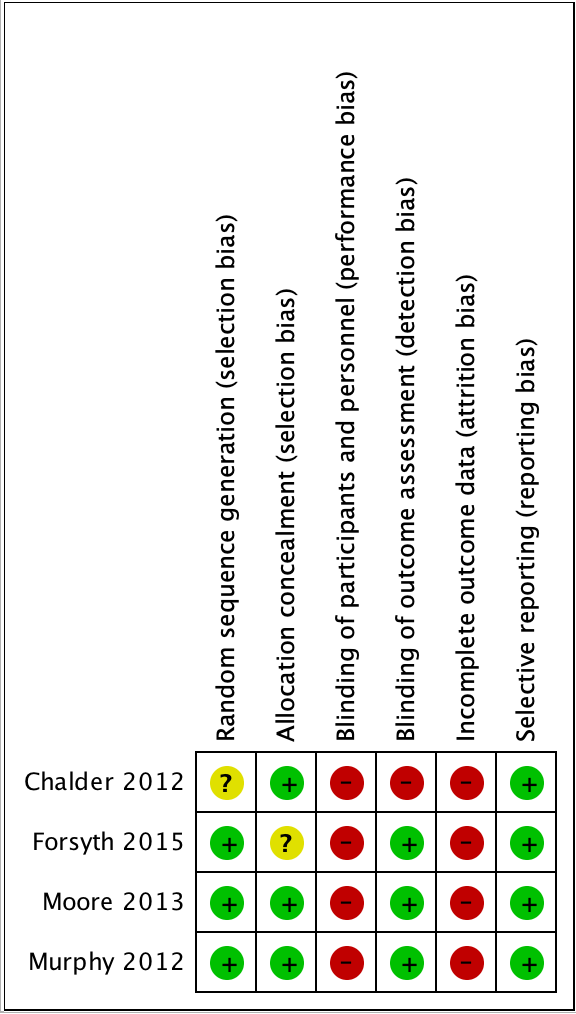 Random sequence generation (selection bias)
Allocation concealment (selection bias)
Blinding of participants and personnel (performance bias)
Blinding of outcome assessment (detection bias)
Incomplete outcome data (attrition bias)
Selective reporting (reporting bias)
Chalder 2012 ? + - - - +
Forsyth 2015 + ? - + - +
Moore 2013 + + - + - +
Murphy 2012 + + - + - +